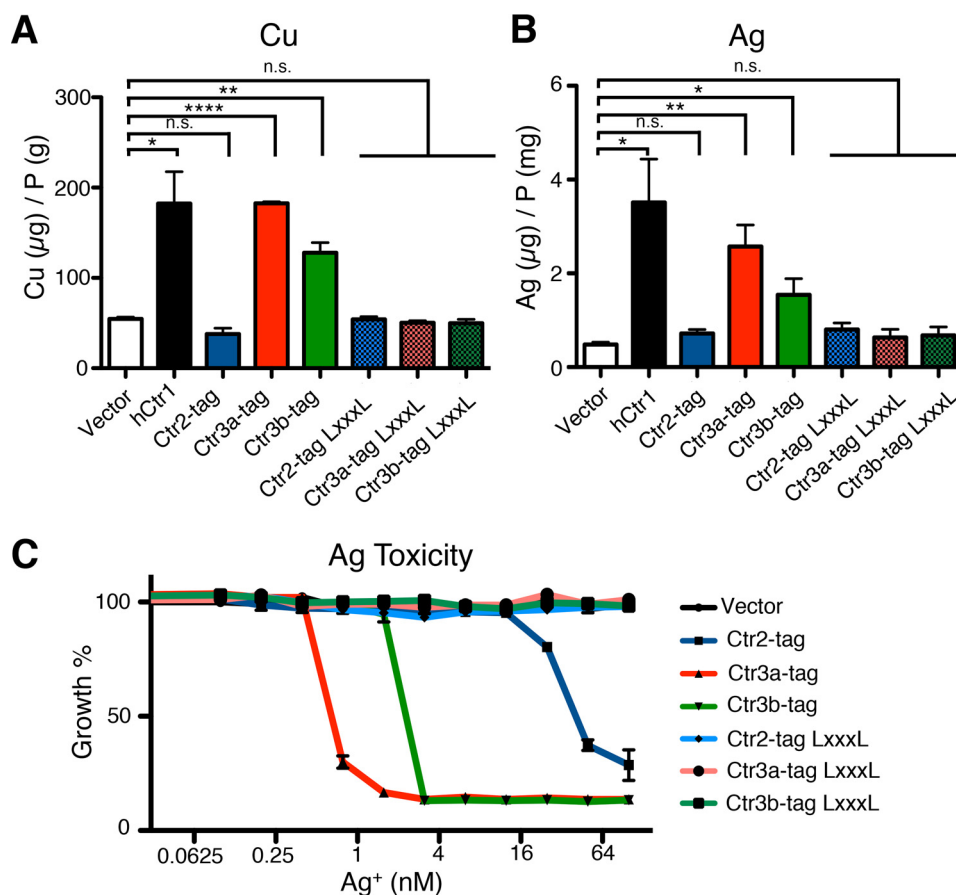 A
Cu
n.s.
**
****
n.s.
*
300
200
100
0
Cu (µg) / P (g)
Vector
hCtr1
Ctr2-tag
Ctr3a-tag
Ctr3b-tag
Ctr2-tag LxxxL
Ctr3a-tag LxxxL
Ctr3b-tag LxxxL
B
Ag
n.s.
*
**
n.s.
*
6
4
2
0
Ag (µg) / P (mg)
Vector
hCtr1
Ctr2-tag
Ctr3a-tag
Ctr3b-tag
Ctr2-tag LxxxL
Ctr3a-tag LxxxL
Ctr3b-tag LxxxL
C
Ag Toxicity
100
50
0
Growth %
0.0625 0.25 1 4 16 64
Ag⁺ (nM)
Vector
Ctr2-tag
Ctr3a-tag
Ctr3b-tag
Ctr2-tag LxxxL
Ctr3a-tag LxxxL
Ctr3b-tag LxxxL